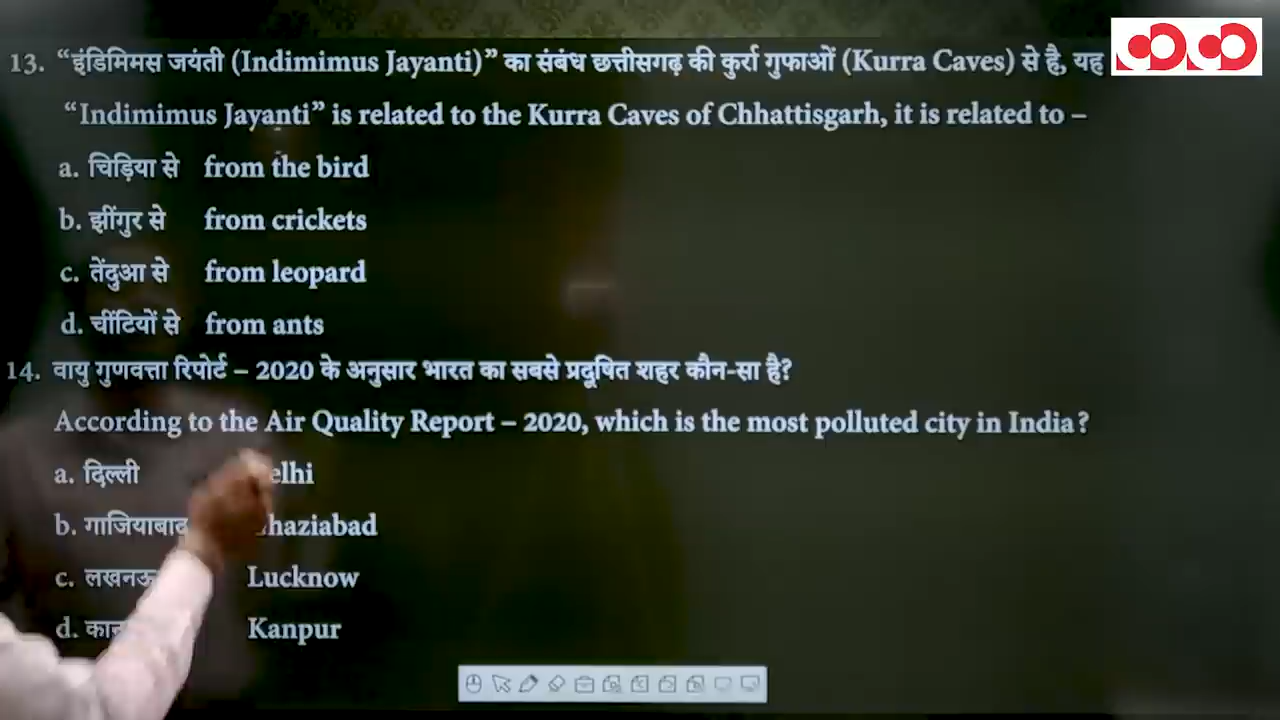 13. “इंडिमिमस जयंती (Indimimus Jayanti)” का संबंध छत्तीसगढ़ की कुर्रा गुफाओं (Kurra Caves) से है, यह
“Indimimus Jayanti” is related to the Kurra Caves of Chhattisgarh, it is related to –
a. चिड़िया से from the bird
b. झींगुर से from crickets
c. तेंदुआ से from leopard
d. चींटियों से from ants
14. वायु गुणवत्ता रिपोर्ट – 2020 के अनुसार भारत का सबसे प्रदूषित शहर कौन-सा है?
According to the Air Quality Report – 2020, which is the most polluted city in India?
a. दिल्ली elhi
b. गाजियाबाद haziabad
c. लखनऊ Lucknow
d. Kanpur